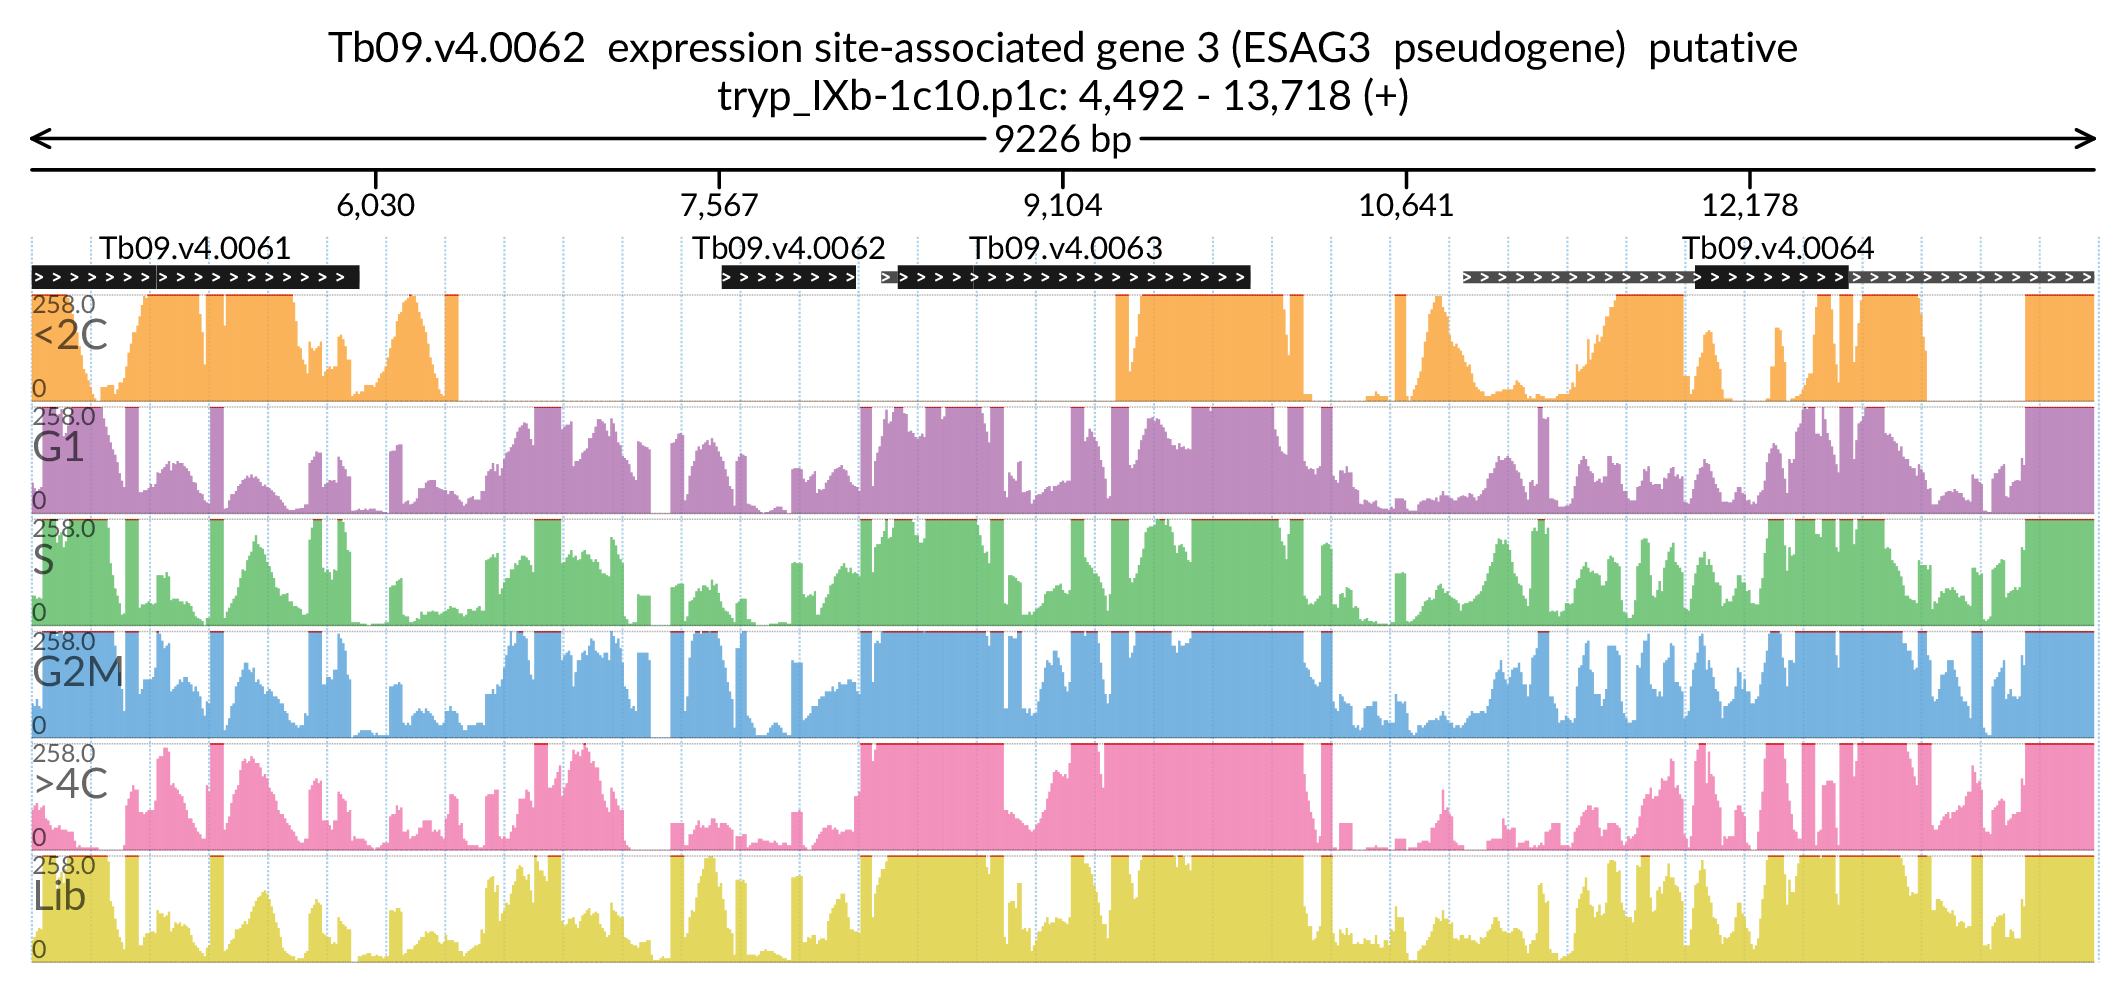 Tb09.v4.0062  expression site-associated gene 3 (ESAG3  pseudogene)  putative
tryp_IXb-1c10.p1c: 4,492 - 13,718 (+)
9226 bp
6,030 7,567 9,104 10,641 12,178
Tb09.v4.0061 Tb09.v4.0062 Tb09.v4.0063 Tb09.v4.0064
258.0
<2C
0
258.0
G1
0
258.0
S
0
258.0
G2M
0
258.0
>4C
0
258.0
Lib
0